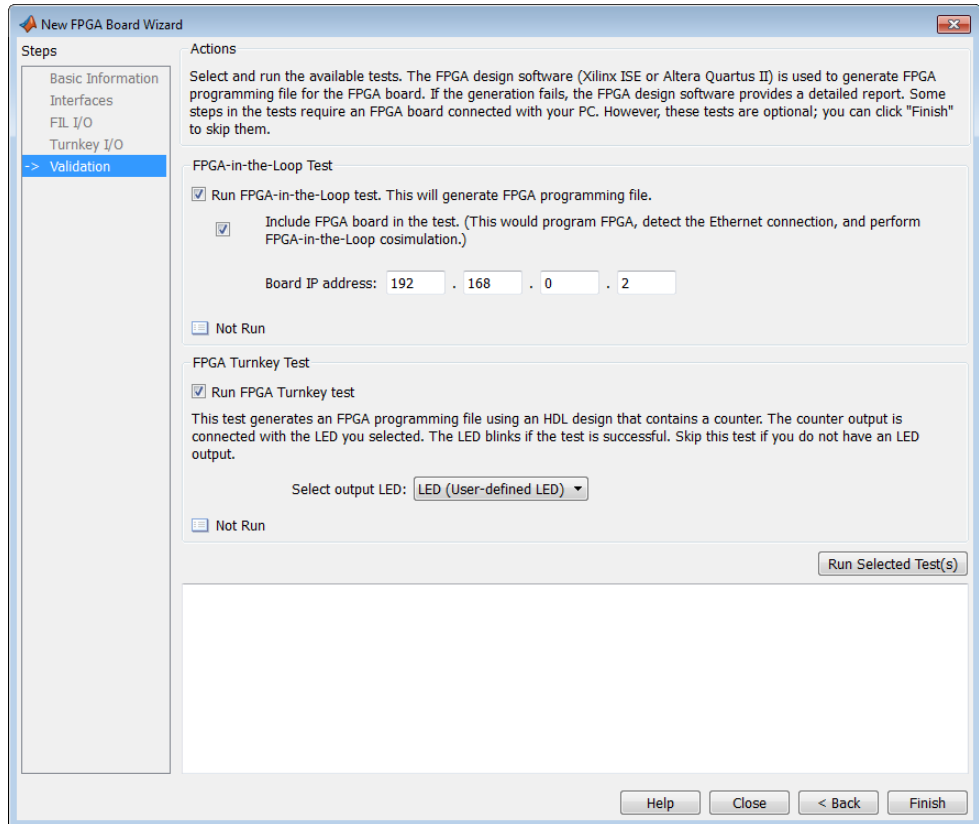 New FPGA Board Wizard
Steps
Basic Information
Interfaces
FIL I/O
Turnkey I/O
-> Validation
Actions
Select and run the available tests. The FPGA design software (Xilinx ISE or Altera Quartus II) is used to generate FPGA
programming file for the FPGA board. If the generation fails, the FPGA design software provides a detailed report. Some
steps in the tests require an FPGA board connected with your PC. However, these tests are optional; you can click "Finish"
to skip them.
FPGA-in-the-Loop Test
Run FPGA-in-the-Loop test. This will generate FPGA programming file.
Include FPGA board in the test. (This would program FPGA, detect the Ethernet connection, and perform
FPGA-in-the-Loop cosimulation.)
Board IP address: 192 . 168 . 0 . 2
Not Run
FPGA Turnkey Test
Run FPGA Turnkey test
This test generates an FPGA programming file using an HDL design that contains a counter. The counter output is
connected with the LED you selected. The LED blinks if the test is successful. Skip this test if you do not have an LED
output.
Select output LED: LED (User-defined LED)
Not Run
Run Selected Test(s)
Help Close < Back Finish